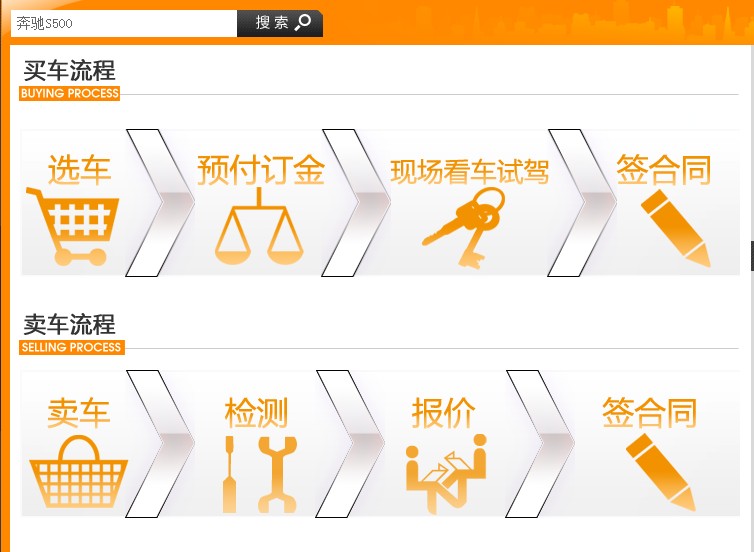 奔驰S500 搜 索
买车流程
BUYING PROCESS
选车 预付订金 现场看车试驾 签合同
卖车流程
SELLING PROCESS
卖车 检测 报价 签合同